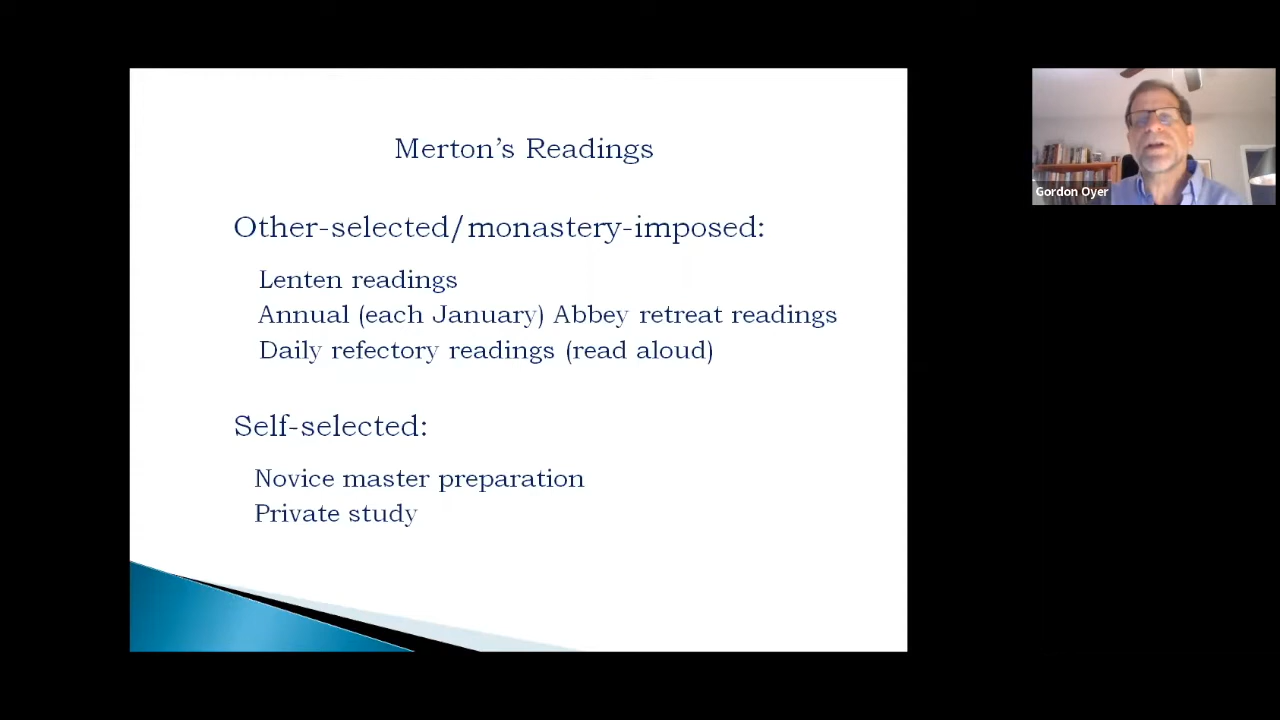 Merton's Readings
Other-selected/monastery-imposed:
Lenten readings
Annual (each January) Abbey retreat readings
Daily refectory readings (read aloud)
Self-selected:
Novice master preparation
Private study
Gordon Oyer